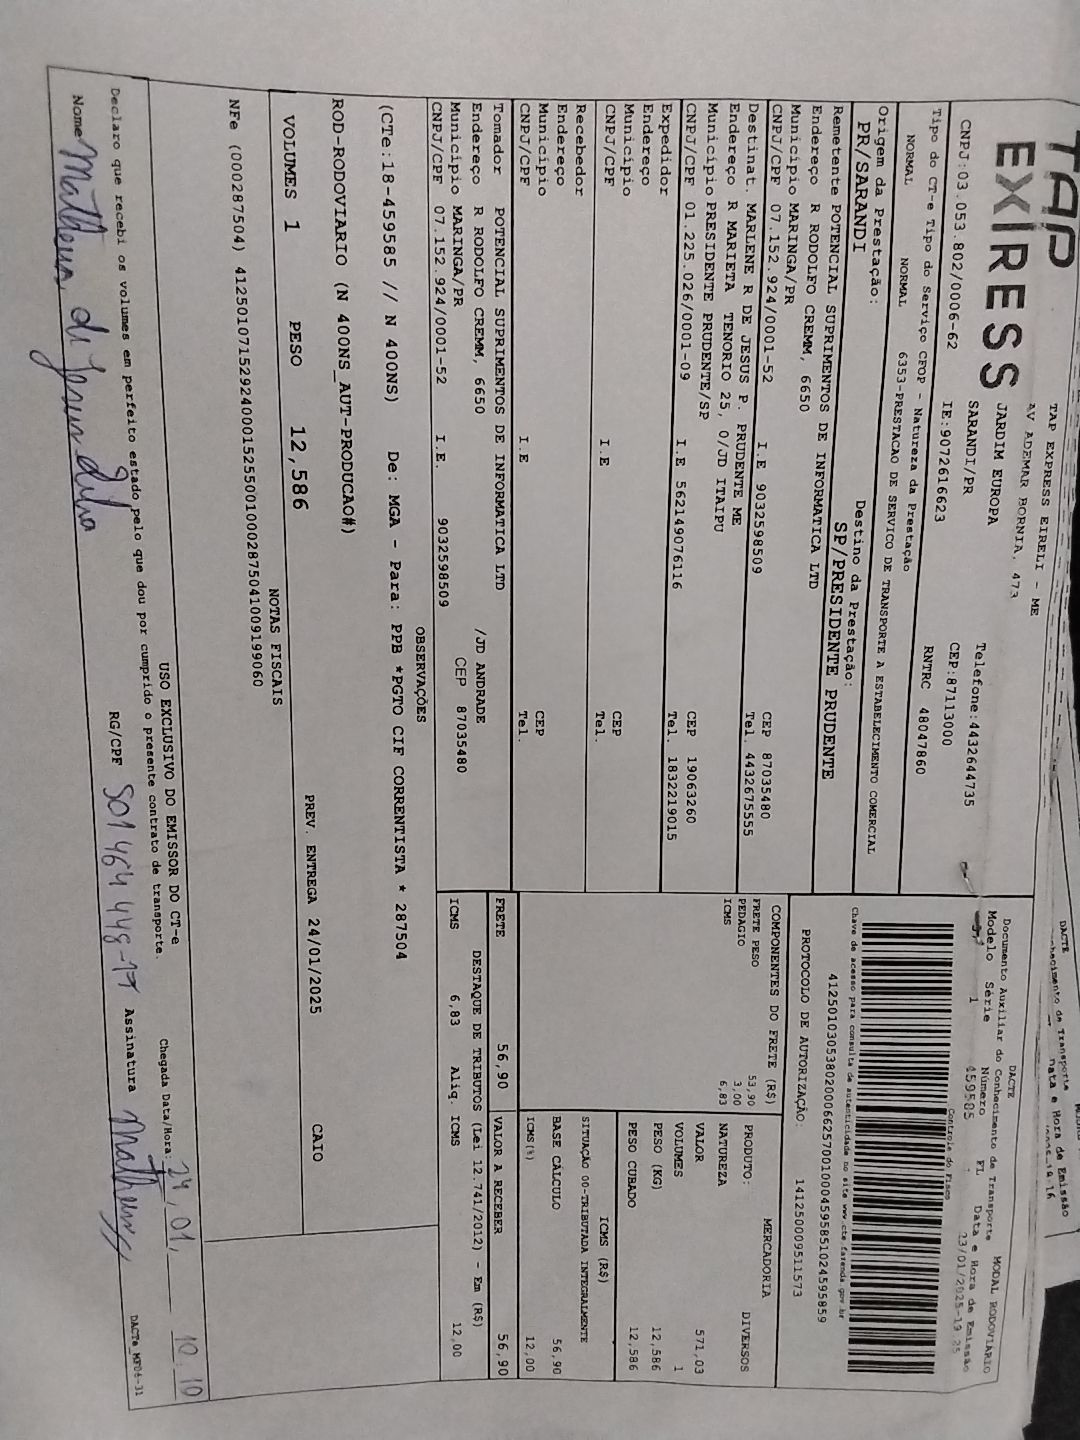 TAP
EXPRESS
TAP EXPRESS EIRELI - ME
AV ADEMAR BORNIA, 473
JARDIM EUROPA
SARANDI/PR
Telefone:4432644735
CNPJ:03.053.802/0006-62
IE:9072616623
CEP:87113000
RNTRC 48047860
Tipo do CT-e Tipo do Serviço CFOP - Natureza da Prestação
NORMAL NORMAL 6353-PRESTACAO DE SERVICO DE TRANSPORTE A ESTABELECIMENTO COMERCIAL
Origem da Prestação: Destino da Prestação:
PR/SARANDI SP/PRESIDENTE PRUDENTE
Remetente POTENCIAL SUPRIMENTOS DE INFORMATICA LTD
Endereço R RODOLFO CREMM, 6650
Município MARINGA/PR CEP 87035480
CNPJ/CPF 07.152.924/0001-52 I.E 9032598509 Tel. 4432675555
Destinat. MARLENE R DE JESUS P. PRUDENTE ME
Endereço R MARIETA TENORIO 25, 0/JD ITAIPU
Município PRESIDENTE PRUDENTE/SP CEP 19063260
CNPJ/CPF 01.225.026/0001-09 I.E 562149076116 Tel. 1832219015
Expedidor
Endereço
Município CEP
CNPJ/CPF I.E Tel.
Recebedor
Endereço
Município CEP
CNPJ/CPF I.E Tel.
Tomador POTENCIAL SUPRIMENTOS DE INFORMATICA LTD
Endereço R RODOLFO CREMM, 6650 /JD ANDRADE
Município MARINGA/PR CEP 87035480
CNPJ/CPF 07.152.924/0001-52 I.E. 9032598509
DACTE
Documento Auxiliar do Conhecimento de Transporte
MODAL RODOVIÁRIO
Modelo Série Número FL Data e Hora de Emissão
1 459585 23/01/2025-19
Controle do Fisco
Chave de acesso para consulta de autenticidade no site www.cte.fazenda.gov.br
41250103053802000662570010004595851024595859
PROTOCOLO DE AUTORIZAÇÃO: 141250009511573
COMPONENTES DO FRETE (R$)
FRETE PESO 53,90
PEDAGIO 3,00
ICMS 6,83
MERCADORIA
PRODUTO: DIVERSOS
NATUREZA
VALOR 571,03
VOLUMES 1
PESO (KG) 12,586
PESO CUBADO 12,586
ICMS (R$)
SITUAÇÃO 00-TRIBUTADA INTEGRALMENTE
BASE CÁLCULO 56,90
ICMS(%) 12,00
FRETE 56,90 VALOR A RECEBER 56,90
DESTAQUE DE TRIBUTOS (Lei 12.741/2012) - Em (R$)
ICMS 6,83 Aliq. ICMS 12,00
OBSERVAÇÕES
(CTe:18-459585 // N 400NS) De: MGA - Para: PPB *PGTO CIF CORRENTISTA * 287504
ROD-RODOVIARIO (N 400NS_AUT-PRODUCAO#)
PREV. ENTREGA 24/01/2025 CAIO
VOLUMES 1 PESO 12,586
NOTAS FISCAIS
NFe (000287504) 41250107152924000152550010002875041009199060
USO EXCLUSIVO DO EMISSOR DO CT-e
Declaro que recebi os volumes em perfeito estado pelo que dou por cumprido o presente contrato de transporte.
Chegada Data/Hora: 24,01, 10:10
Nome Matheus di Jesus Silva RG/CPF 501 464 448-17 Assinatura Matheus
DACTe_MF06-31